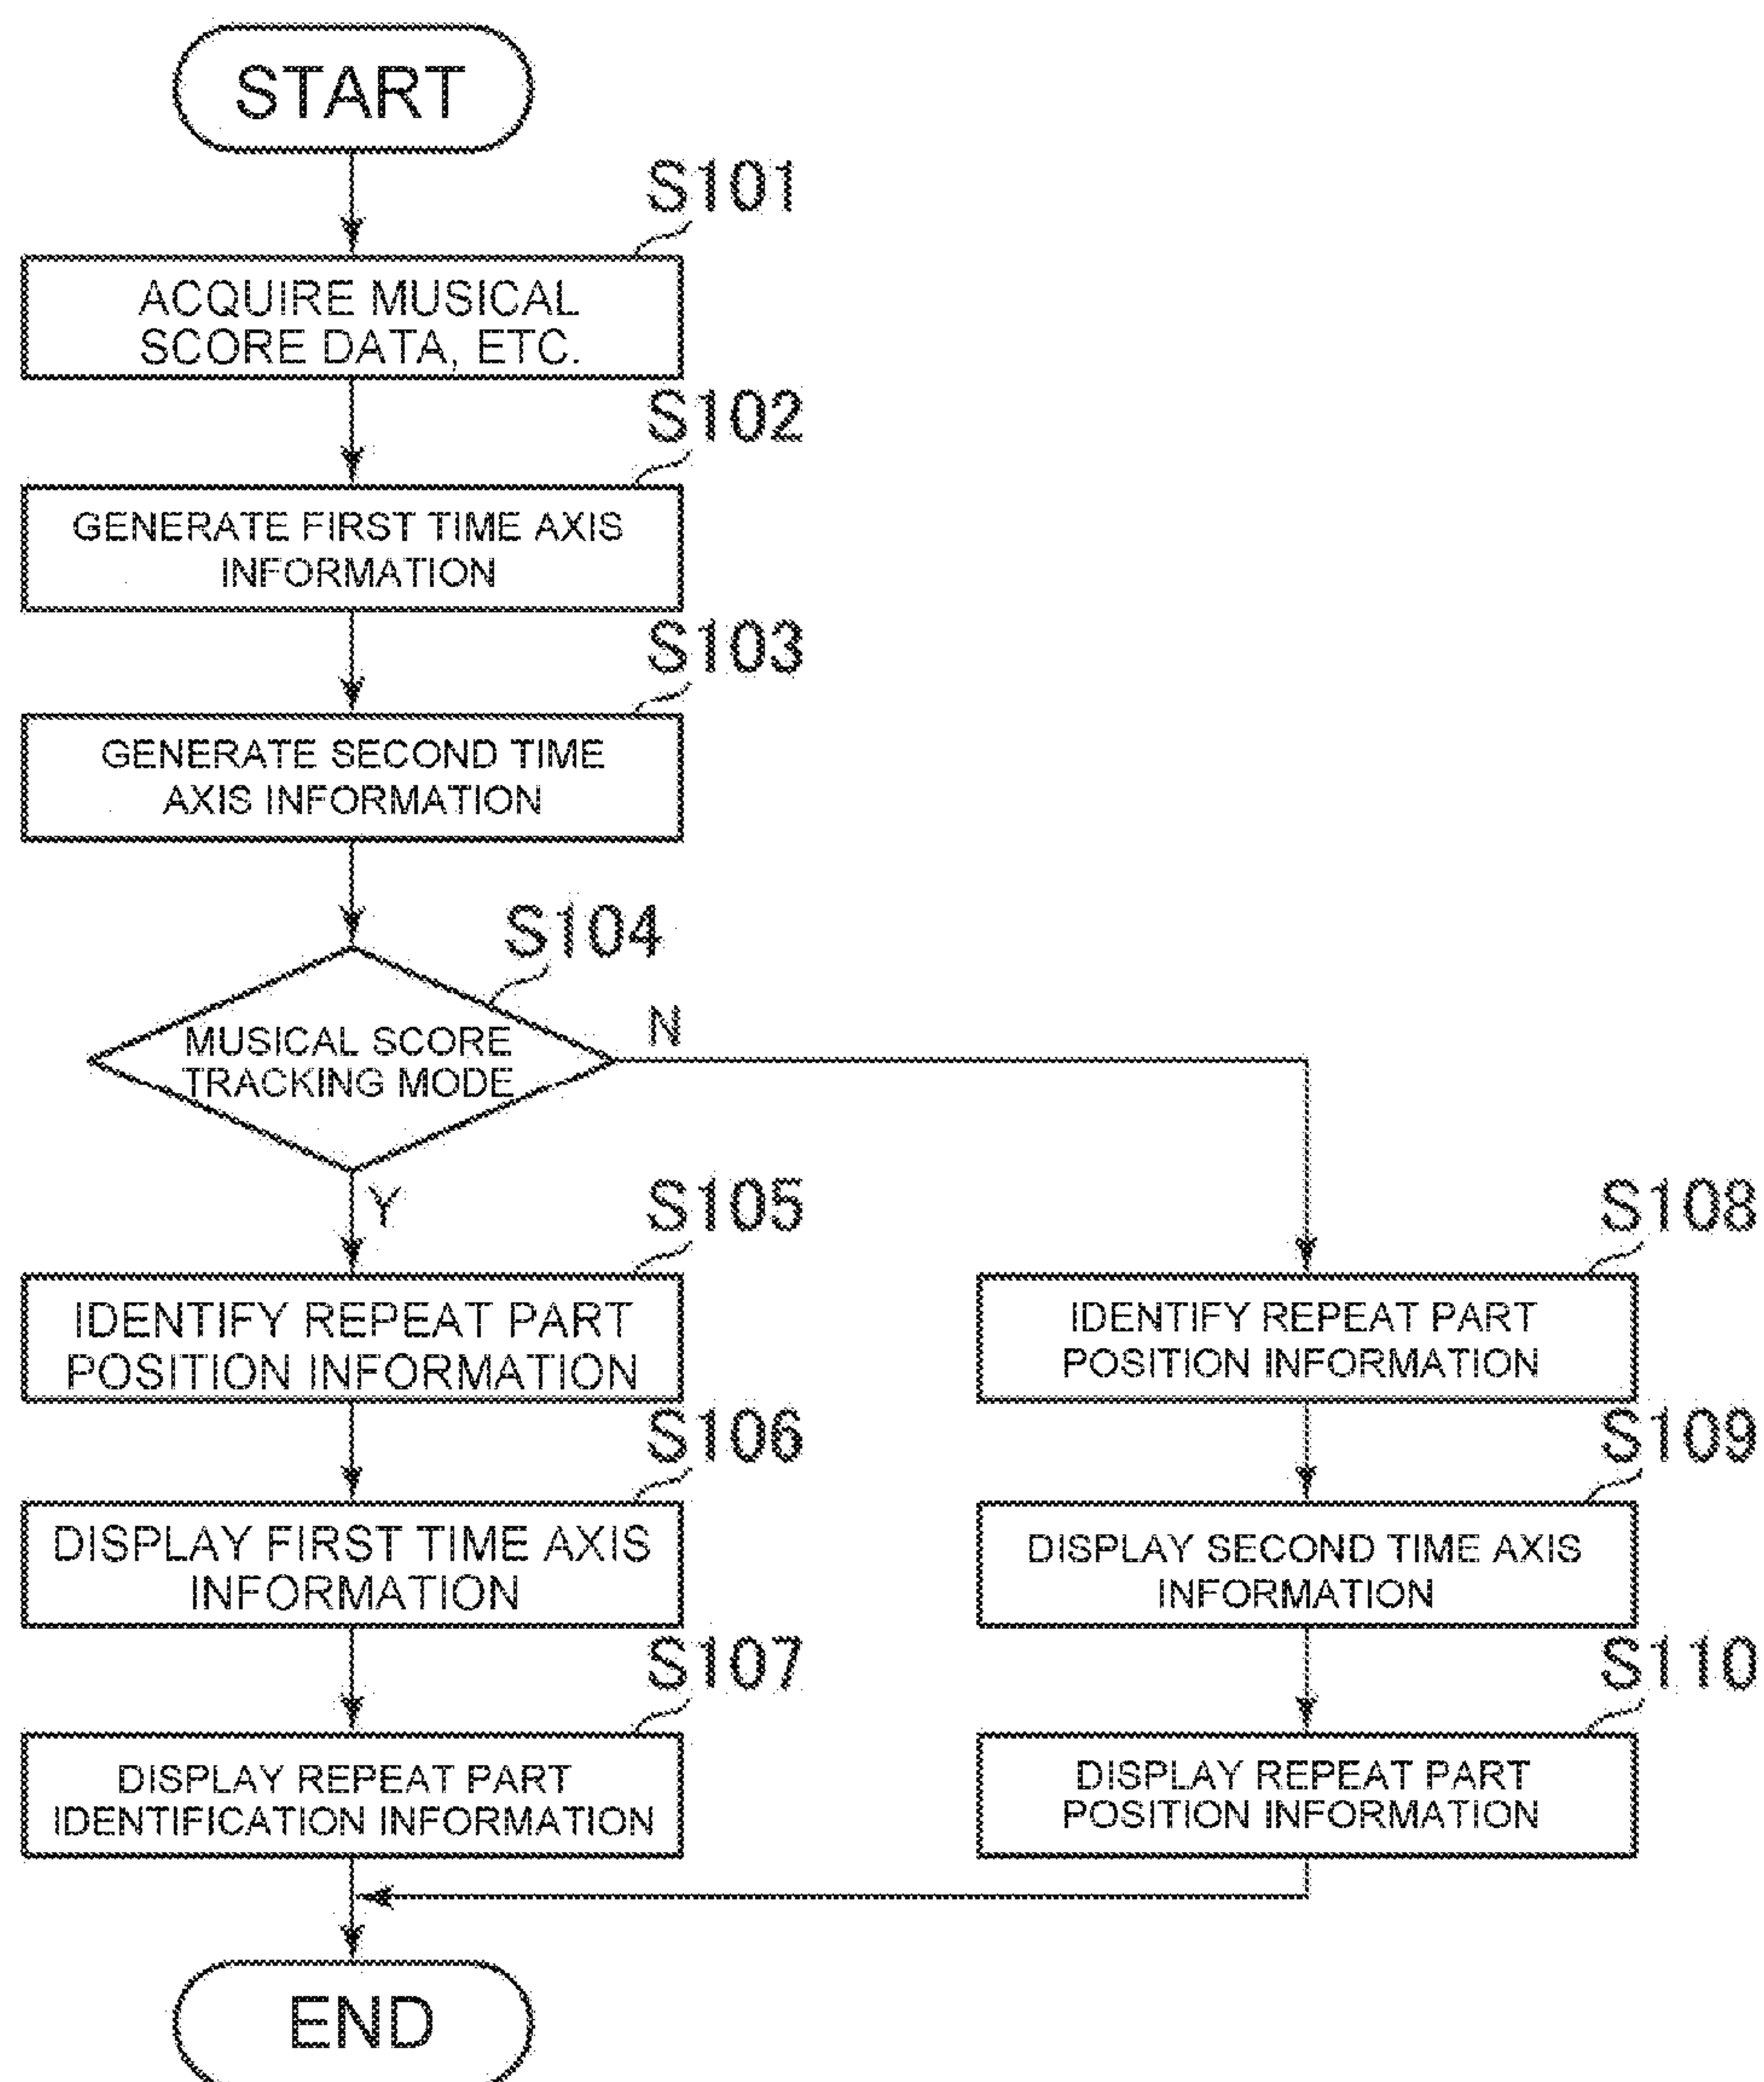 START
S101
ACQUIRE MUSICAL
SCORE DATA, ETC.
S102
GENERATE FIRST TIME AXIS
INFORMATION
S103
GENERATE SECOND TIME
AXIS INFORMATION
S104
MUSICAL SCORE
TRACKING MODE
N
Y
S105
IDENTIFY REPEAT PART
POSITION INFORMATION
S106
DISPLAY FIRST TIME AXIS
INFORMATION
S107
DISPLAY REPEAT PART
IDENTIFICATION INFORMATION
S108
IDENTIFY REPEAT PART
POSITION INFORMATION
S109
DISPLAY SECOND TIME AXIS
INFORMATION
S110
DISPLAY REPEAT PART
POSITION INFORMATION
END